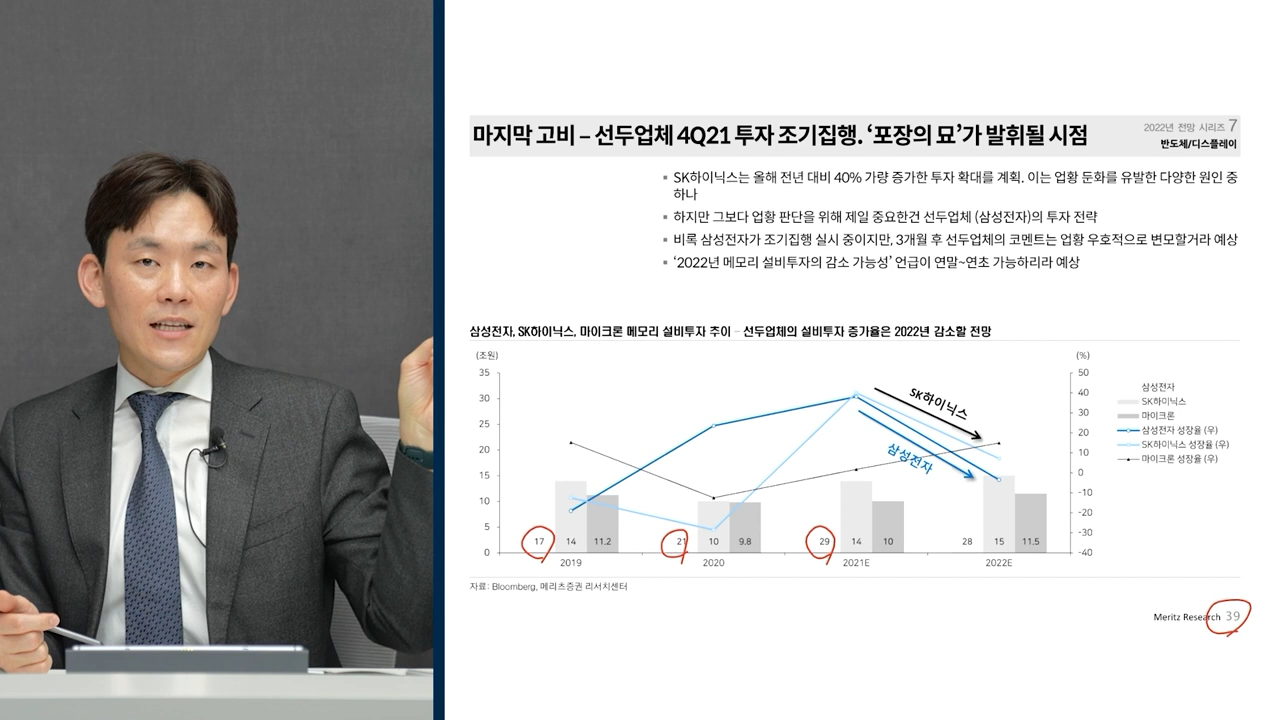 마지막 고비 – 선두업체 4Q21 투자 조기집행. ‘포장의 묘’가 발휘될 시점
2022년 전망 시리즈 7
반도체/디스플레이
▪ SK하이닉스는 올해 전년 대비 40% 가량 증가한 투자 확대를 계획. 이는 업황 둔화를 유발한 다양한 원인 중
하나
▪ 하지만 그보다 업황 판단을 위해 제일 중요한건 선두업체 (삼성전자)의 투자 전략
▪ 비록 삼성전자가 조기집행 실시 중이지만, 3개월 후 선두업체의 코멘트는 업황 우호적으로 변모할거라 예상
▪ ‘2022년 메모리 설비투자의 감소 가능성’ 언급이 연말~연초 가능하리라 예상
삼성전자, SK하이닉스, 마이크론 메모리 설비투자 추이 – 선두업체의 설비투자 증가율은 2022년 감소할 전망
(조원)
(%)
35
30
25
20
15
10
5
0
50
40
30
20
10
0
-10
-20
-30
-40
SK하이닉스
삼성전자
17 14 11.2
21 10 9.8
29 14 10
28 15 11.5
2019 2020 2021E 2022E
삼성전자
SK하이닉스
마이크론
삼성전자 성장율 (우)
SK하이닉스 성장율 (우)
마이크론 성장율 (우)
자료: Bloomberg, 메리츠증권 리서치센터
Meritz Research 39